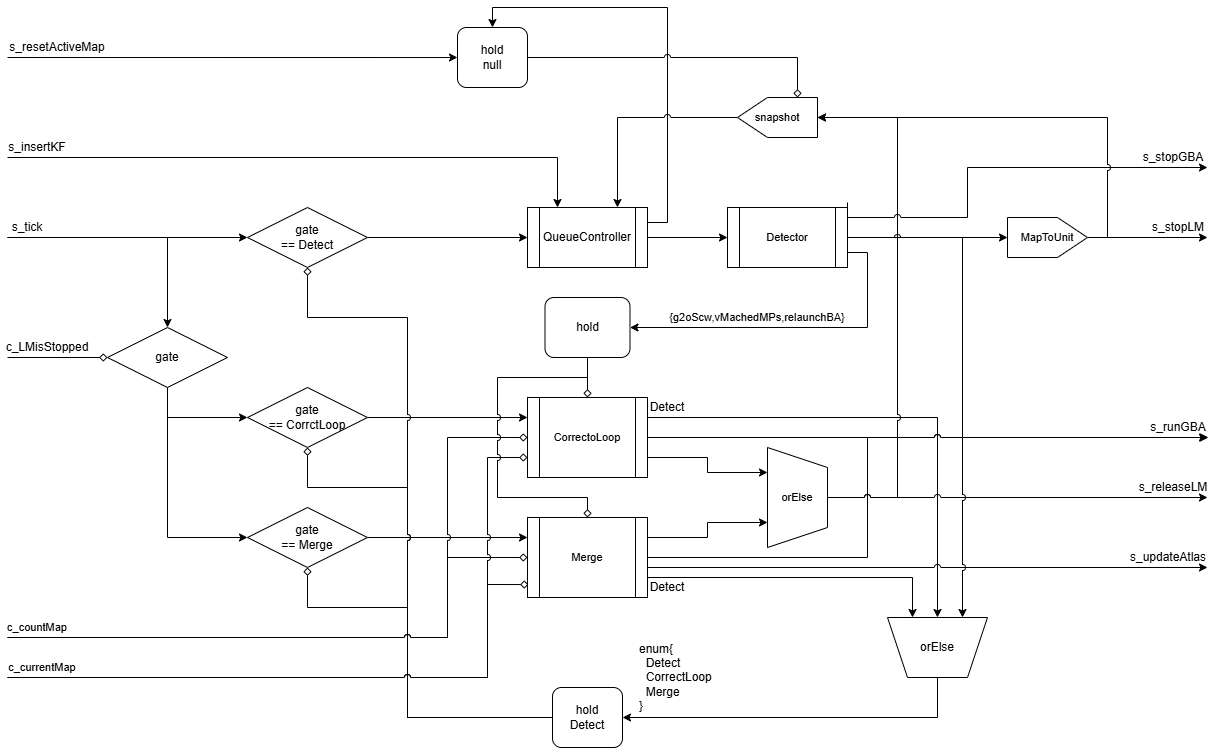 s_resetActiveMap
hold
null
snapshot
s_insertKF
s_stopGBA
s_tick
gate
== Detect
QueueController
Detector
MapToUnit
s_stopLM
hold
{g2oScw,vMachedMPs,relaunchBA}
c_LMisStopped
gate
gate
== CorrctLoop
CorrectoLoop
Detect
s_runGBA
orElse
s_releaseLM
gate
== Merge
Merge
s_updateAtlas
Detect
c_countMap
c_currentMap
orElse
enum{
Detect
CorrectLoop
Merge
}
hold
Detect